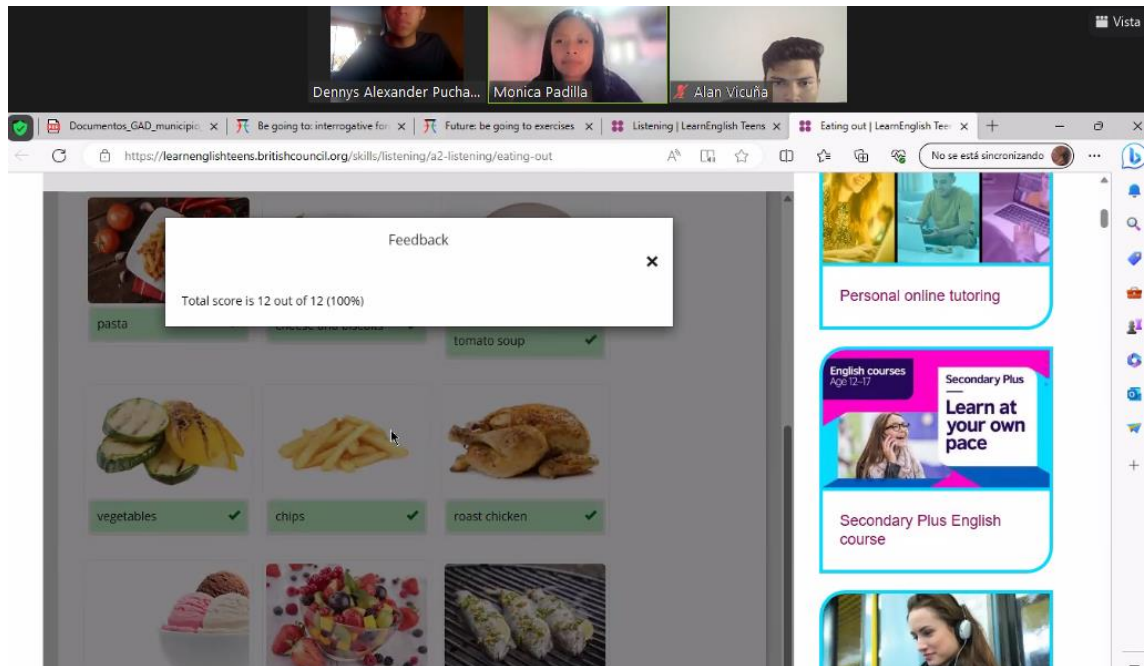 Vista
Dennys Alexander Pucha...
Monica Padilla
Alan Vicuña
Documentos_GAD_municipio
Be going to: interrogative for
Future: be going to exercises
Listening | LearnEnglish Teens
Eating out | LearnEnglish Tee
https://learnenglishteens.britishcouncil.org/skills/listening/a2-listening/eating-out
No se está sincronizando
Feedback
Total score is 12 out of 12 (100%)
pasta
cheese and biscuits
tomato soup
vegetables
chips
roast chicken
Personal online tutoring
English courses
Age 12-17
Secondary Plus
Learn at
your own
pace
Secondary Plus English
course